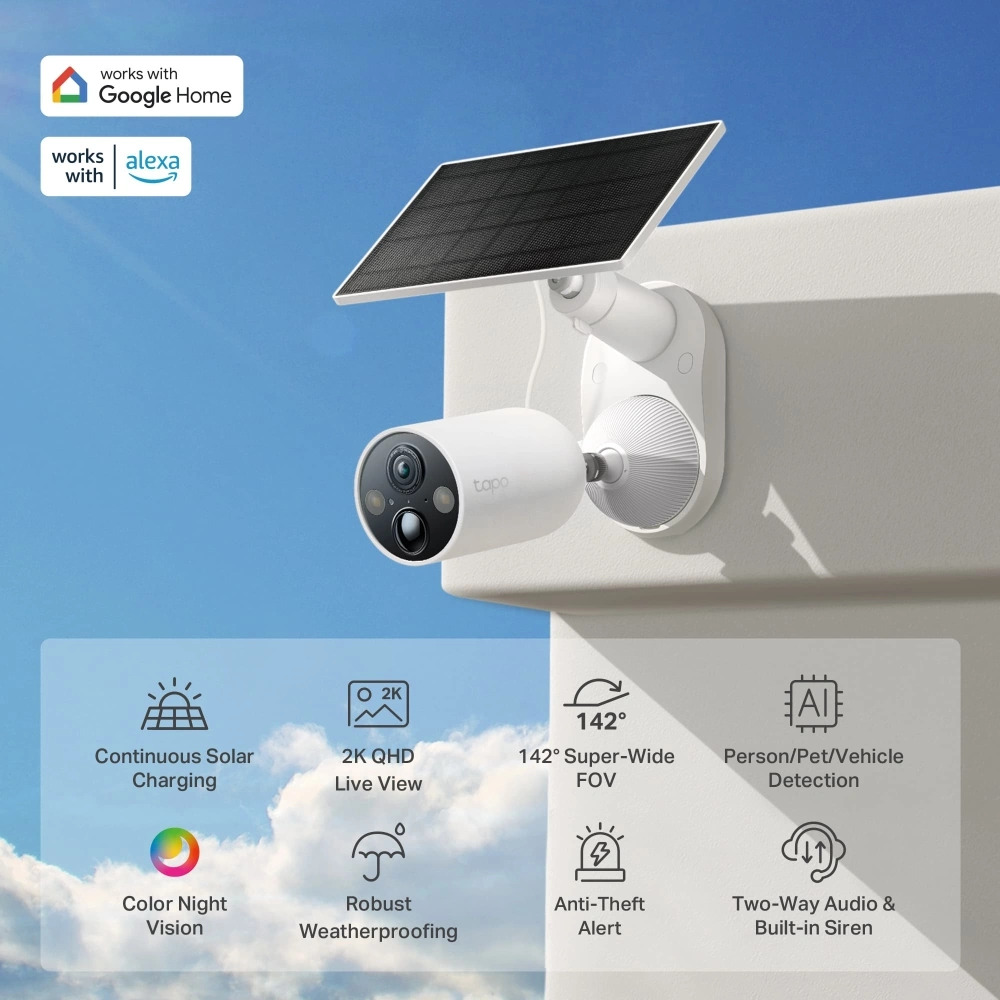 works with
Google Home
works
with
alexa
tapo
2K
142°
AI
Continuous Solar
Charging
2K QHD
Live View
142° Super-Wide
FOV
Person/Pet/Vehicle
Detection
Color Night
Vision
Robust
Weatherproofing
Anti-Theft
Alert
Two-Way Audio &
Built-in Siren